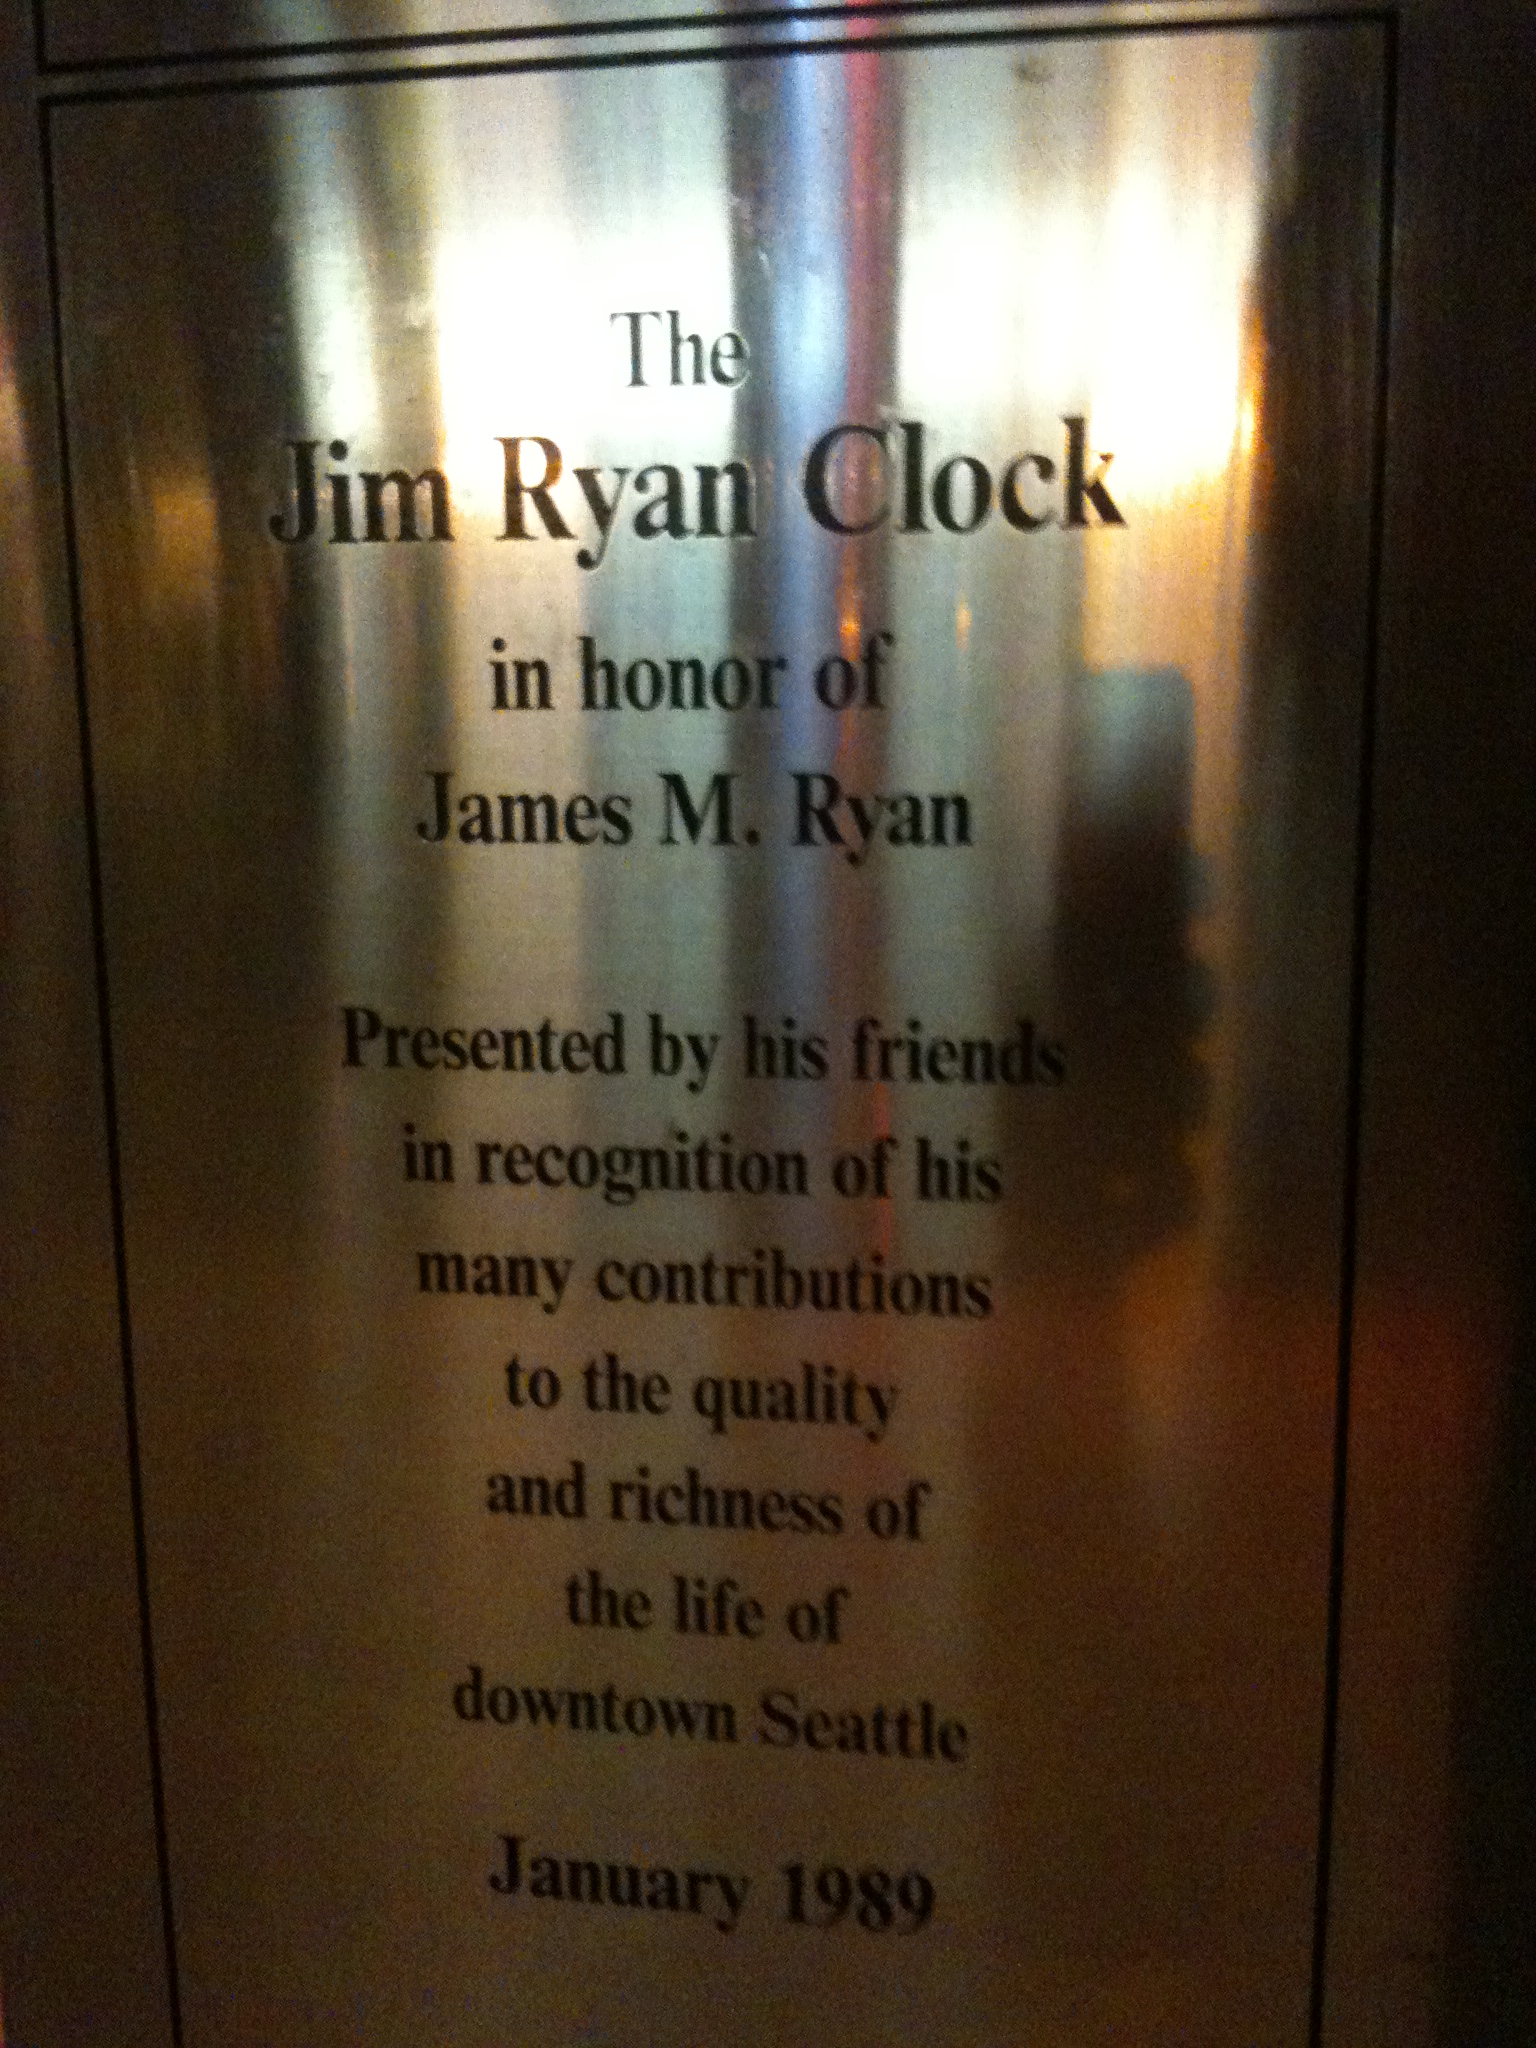 The
Jim Ryan Clock
in honor of
James M. Ryan
Presented by his friends
in recognition of his
many contributions
to the quality
and richness of
the life of
downtown Seattle
January 1989